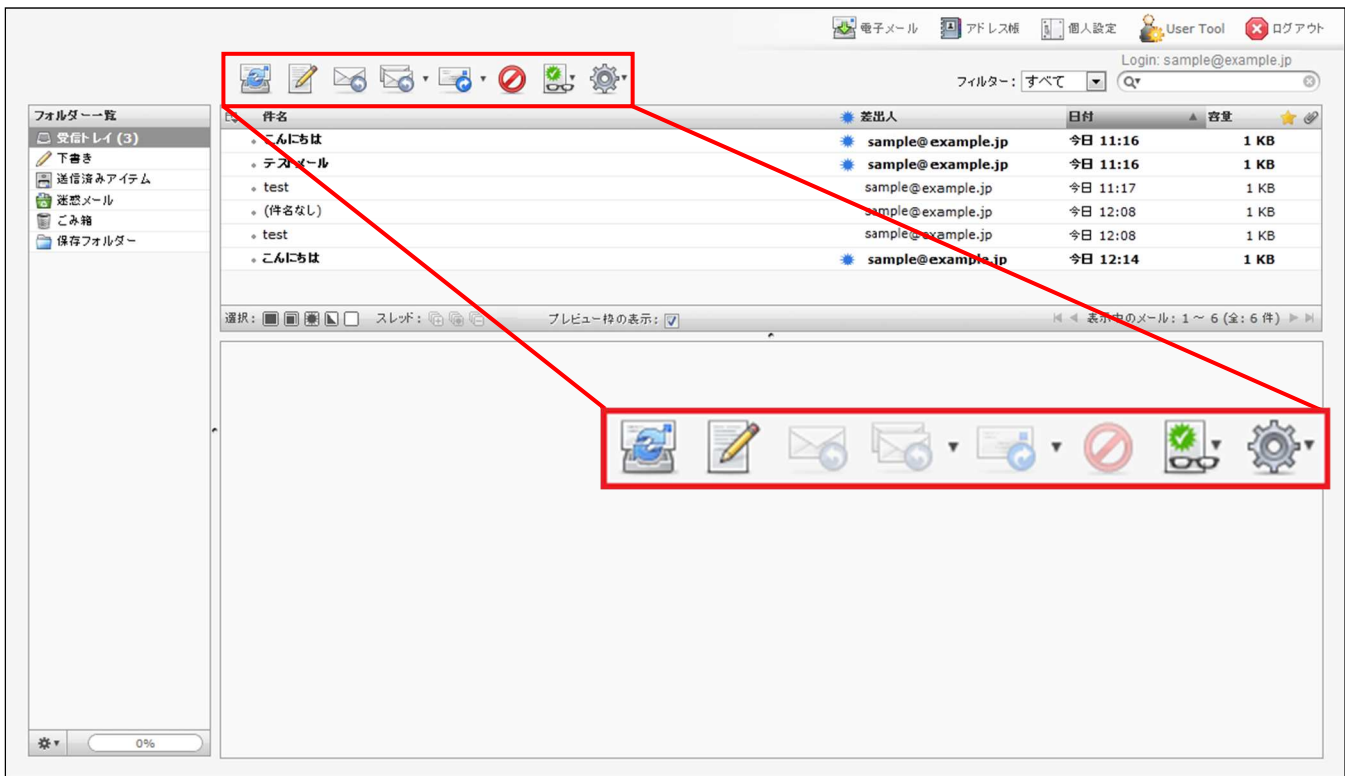 電子メール アドレス帳 個人設定 User Tool ログアウト
Login: sample@example.jp
フィルター: すべて
フォルダー一覧
受信トレイ (3)
下書き
送信済みアイテム
迷惑メール
ごみ箱
保存フォルダー
件名 差出人 日付 容量
こんにちは sample@example.jp 今日 11:16 1 KB
テストメール sample@example.jp 今日 11:16 1 KB
test sample@example.jp 今日 11:17 1 KB
(件名なし) sample@example.jp 今日 12:08 1 KB
test sample@example.jp 今日 12:08 1 KB
こんにちは sample@example.jp 今日 12:14 1 KB
選択: スレッド: プレビュー枠の表示: 表示中のメール: 1 ~ 6 (全: 6 件)
0%